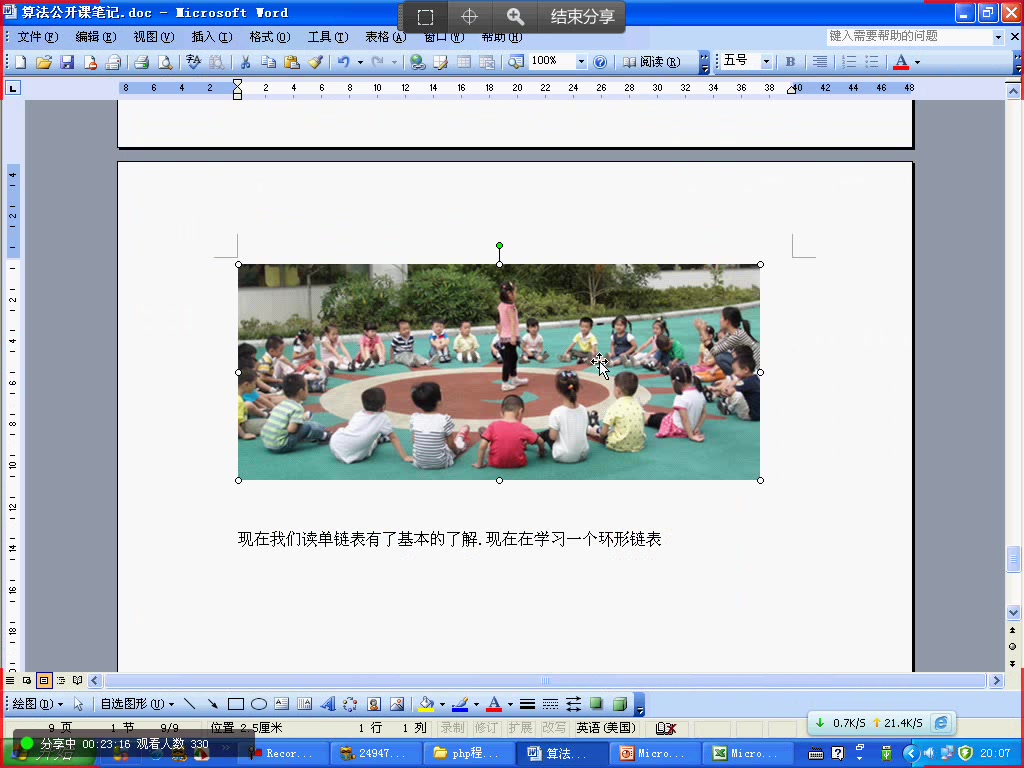 算法公开课笔记.doc - Microsoft Word
结束分享
文件(F) 编辑(E) 视图(V) 插入(I) 格式(O) 工具(T) 表格(A) 窗口(W) 帮助(H)
键入需要帮助的问题
100% 阅读(R) 五号 B A
8 6 4 2 2 4 6 8 10 12 14 16 18 20 22 24 26 28 30 32 34 36 38 40 42 44 46 48
现在我们读单链表有了基本的了解.现在在学习一个环形链表
绘图(D) 自选图形(U)
9 页 1 节 9/9 位置 2.5厘米 1 行 1 列 录制 修订 扩展 改写 英语(美国)
0.7K/S 21.4K/S
分享中 00:23:16 观看人数 330
Recor... 24947... php程... 算法... Micro... Micro... 20:07